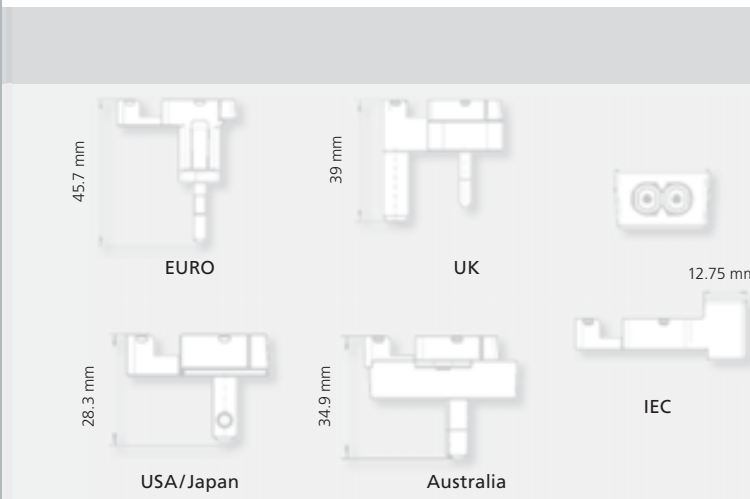 45.7 mm
EURO
39 mm
UK
12.75 mm
IEC
28.3 mm
USA/Japan
34.9 mm
Australia